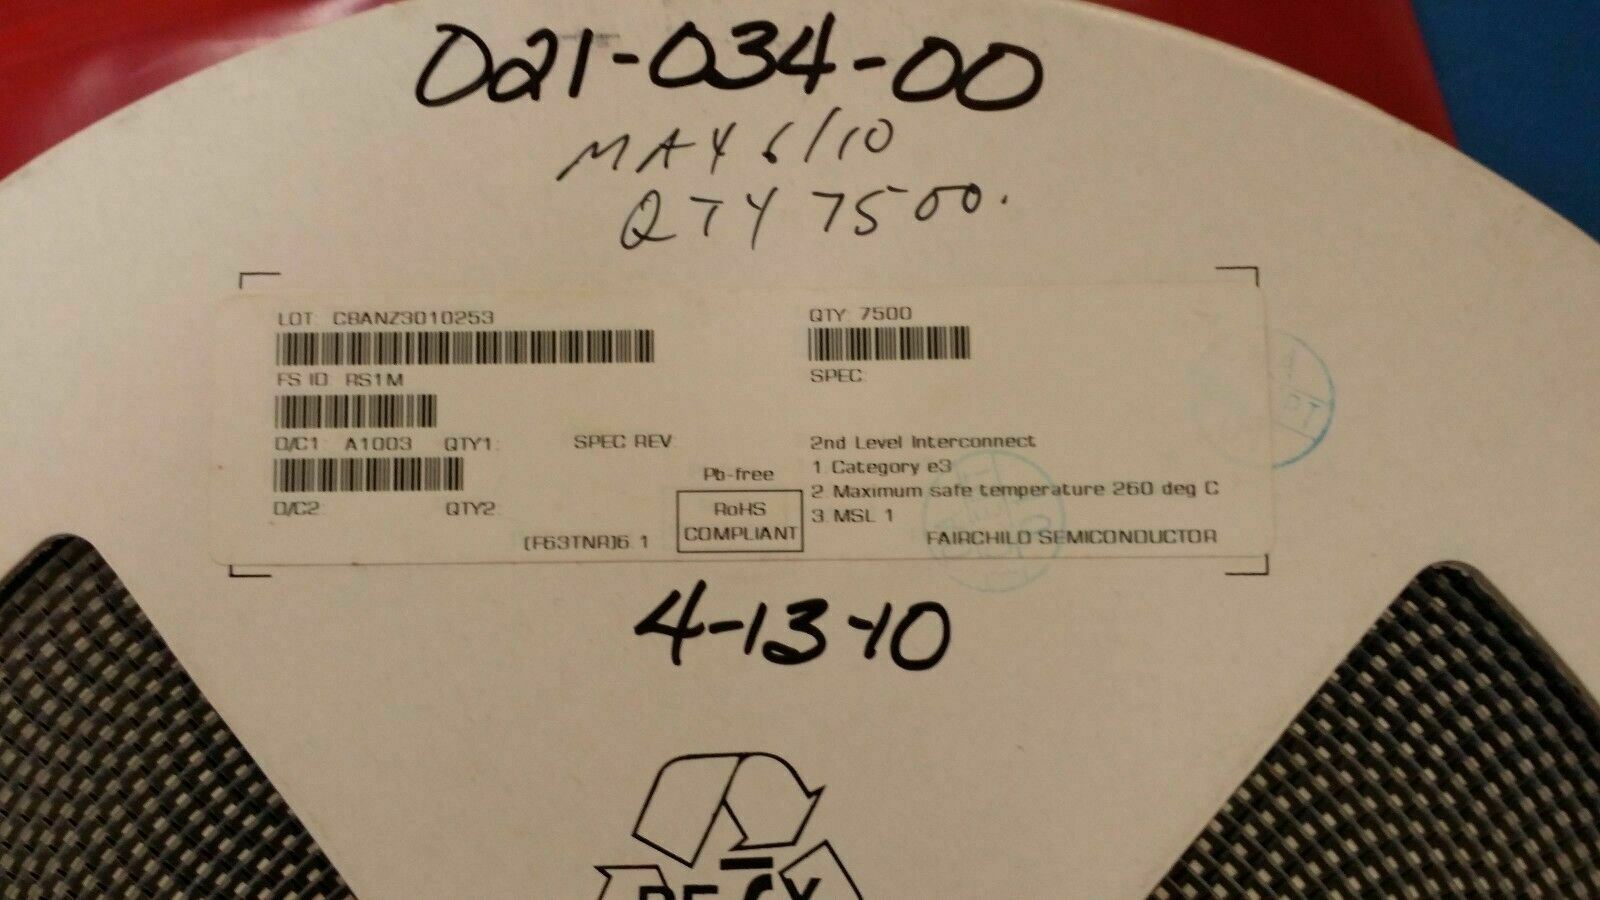 021-034-00
MAY 6/10
QTY 7500.
LOT: CBANZ3010253
QTY: 7500
FS ID: RS1M
SPEC:
D/C1: A1003 QTY1: SPEC REV:
D/C2: QTY2:
Pb-free
RoHS
COMPLIANT
(F63TNR)6.1
2nd Level Interconnect
1. Category e3
2. Maximum safe temperature 260 deg C
3. MSL 1
FAIRCHILD SEMICONDUCTOR
4-13-10